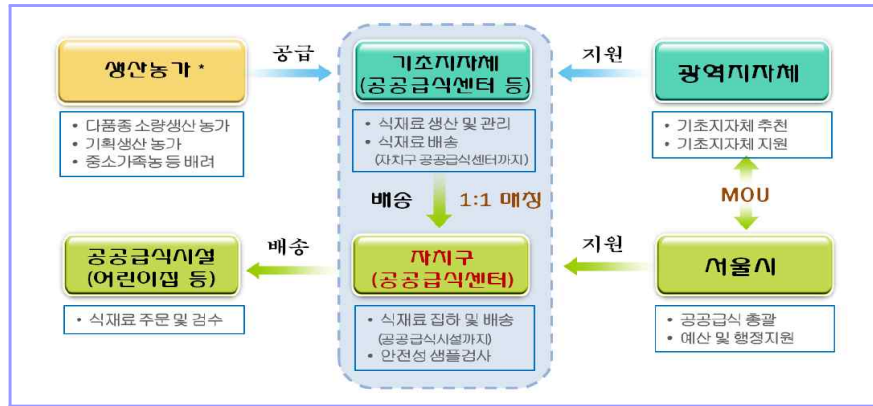 생산농가 *
공급
기초지자체
(공공급식센터 등)
지원
광역지자체
• 다품종 소량생산 농가
• 기획생산 농가
• 중소가족농 등 배려
• 식재료 생산 및 관리
• 식재료 배송
(자치구 공공급식센터까지)
• 기초지자체 추천
• 기초지자체 지원
배송
1:1 매칭
MOU
공공급식시설
(어린이집 등)
배송
자치구
(공공급식센터)
지원
서울시
• 식재료 주문 및 검수
• 식재료 집하 및 배송
(공공급식시설까지)
• 안전성 샘플검사
• 공공급식 총괄
• 예산 및 행정지원